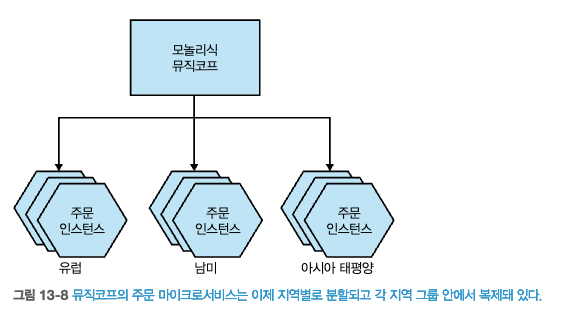 모놀리식
뮤직코프
주문
인스턴스
유럽
주문
인스턴스
남미
주문
인스턴스
아시아 태평양
그림 13-8 뮤직코프의 주문 마이크로서비스는 이제 지역별로 분할되고 각 지역 그룹 안에서 복제돼 있다.